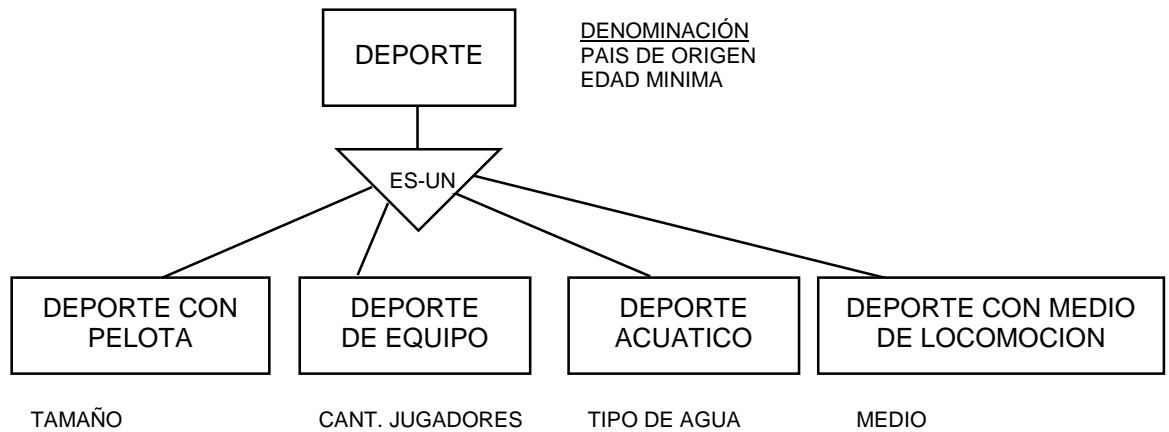 DEPORTE
DENOMINACIÓN
PAIS DE ORIGEN
EDAD MINIMA
ES-UN
DEPORTE CON
PELOTA
DEPORTE
DE EQUIPO
DEPORTE
ACUATICO
DEPORTE CON MEDIO
DE LOCOMOCION
TAMAÑO
CANT. JUGADORES
TIPO DE AGUA
MEDIO